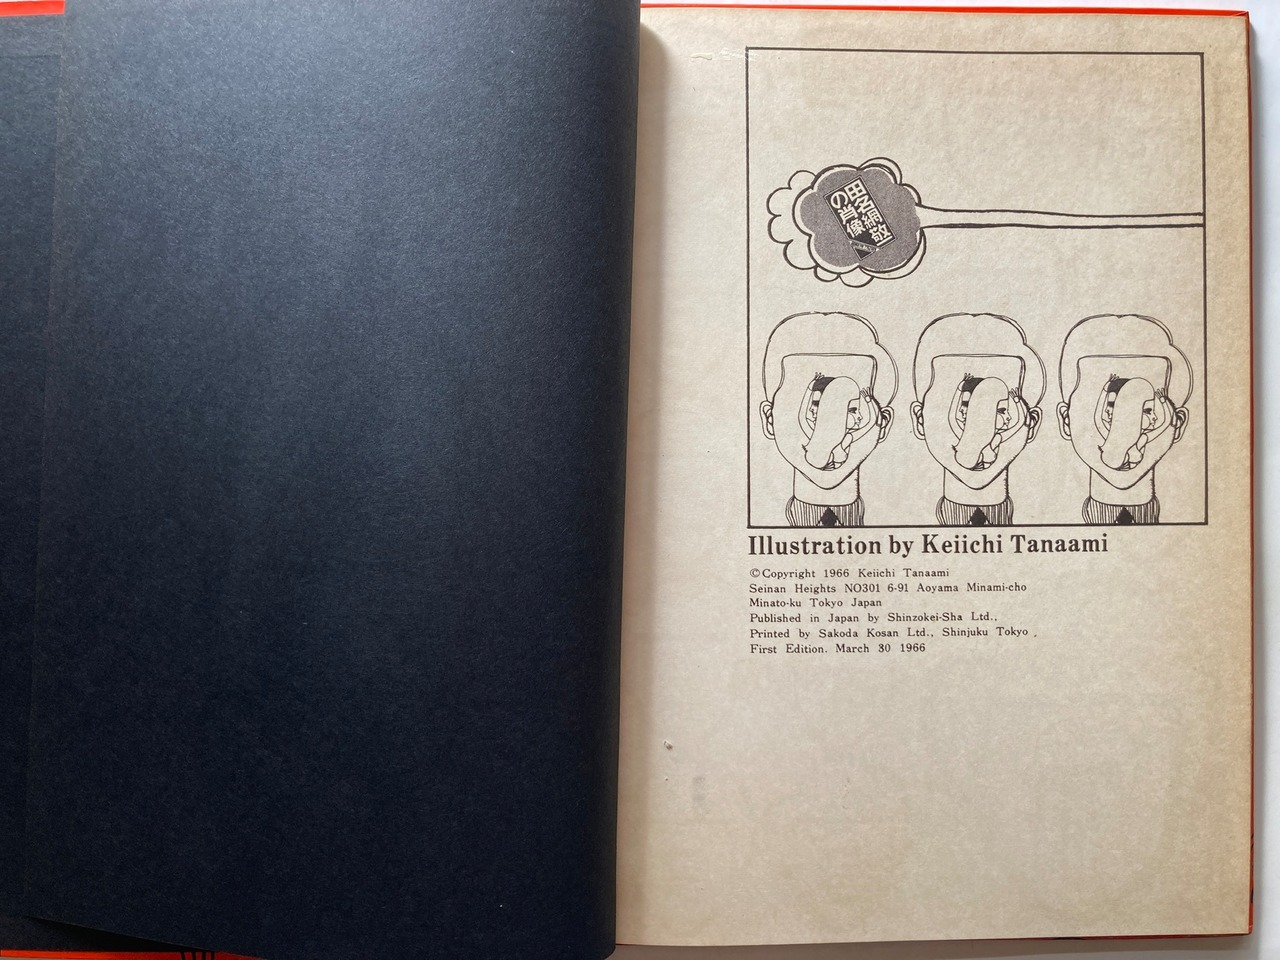 田名網敬一
の肖像
Illustration by Keiichi Tanaami
©Copyright 1966 Keiichi Tanaami
Seinan Heights NO301 6-91 Aoyama Minami-cho
Minato-ku Tokyo Japan
Published in Japan by Shinzokei-Sha Ltd.,
Printed by Sakoda Kosan Ltd., Shinjuku Tokyo .
First Edition. March 30 1966